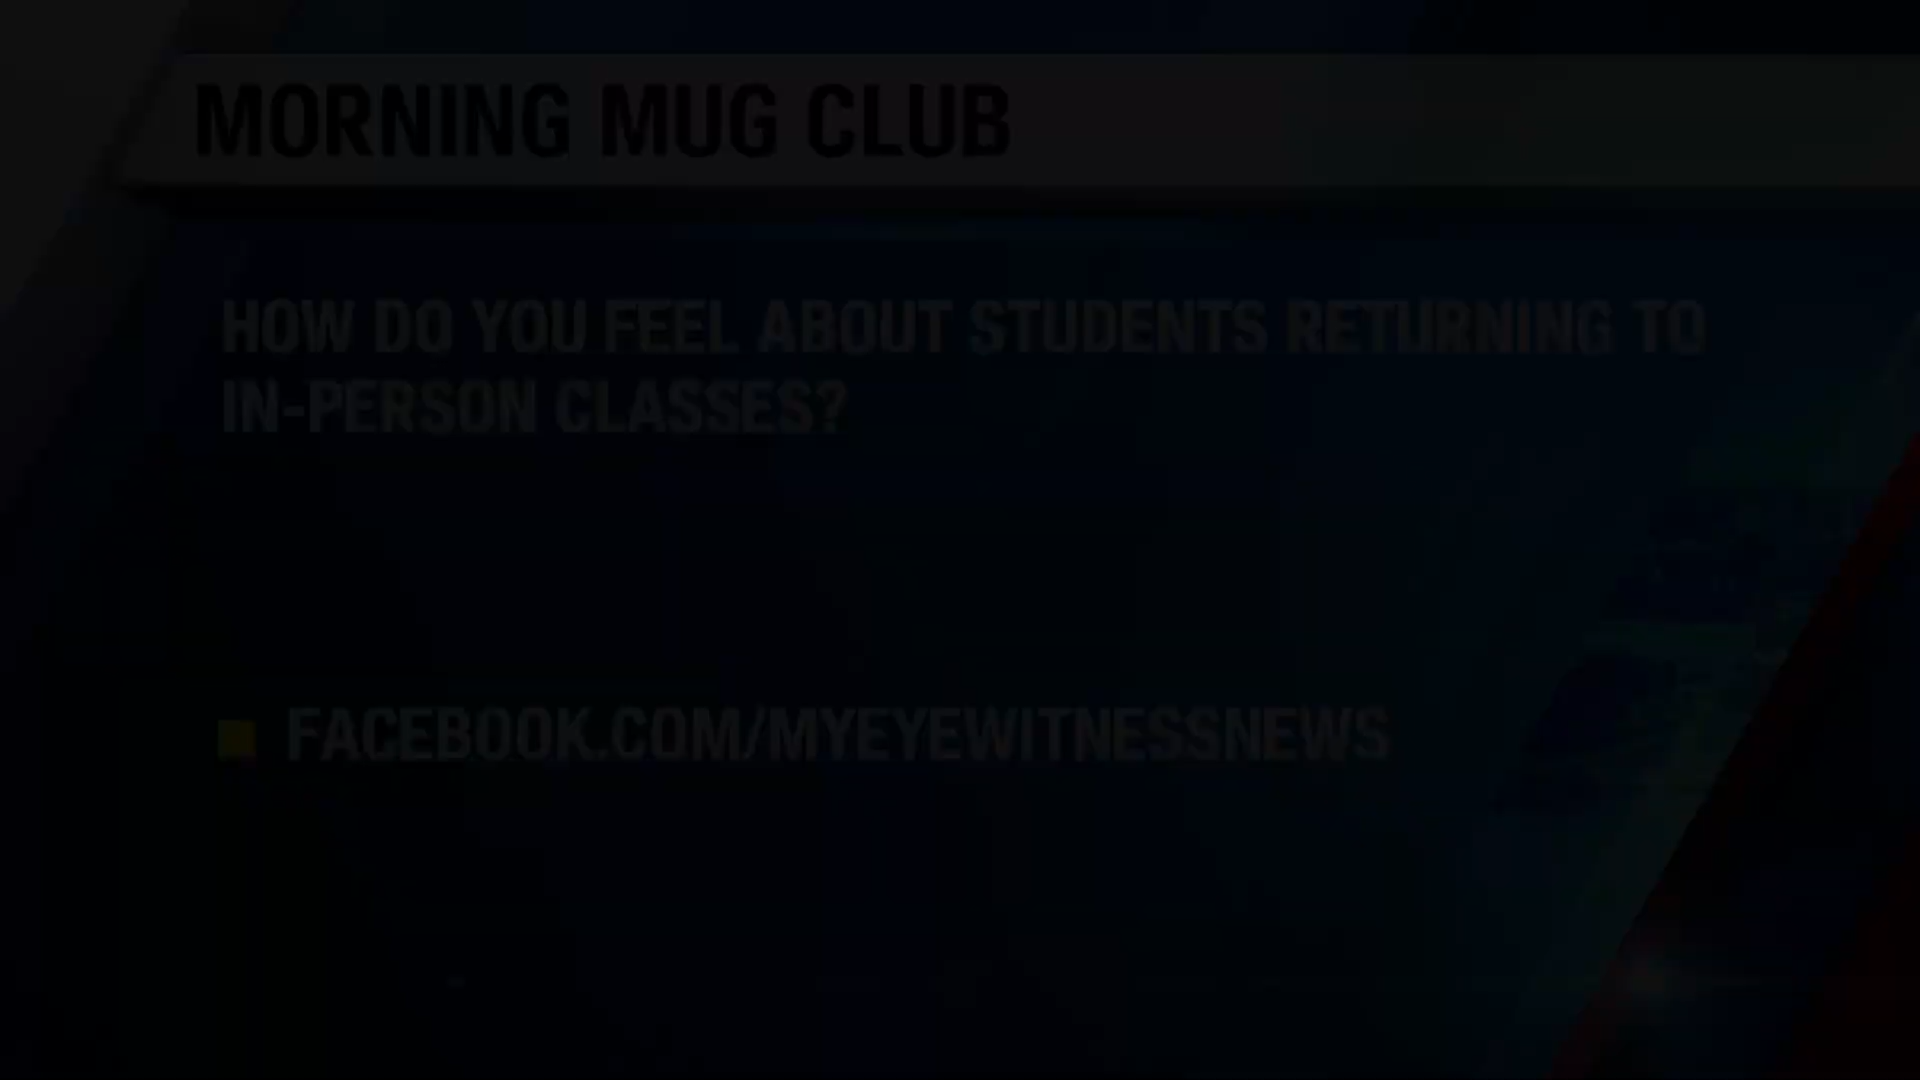 MORNING MUG CLUB
HOW DO YOU FEEL ABOUT STUDENTS RETURNING TO
IN-PERSON CLASSES?
FACEBOOK.COM/MYEYEWITNESSNEWS